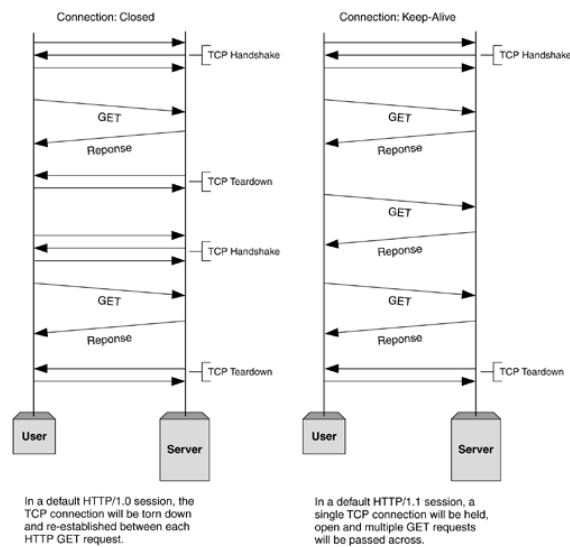 Connection: Closed
TCP Handshake
GET
Reponse
TCP Teardown
TCP Handshake
GET
Reponse
TCP Teardown
User
Server
In a default HTTP/1.0 session, the
TCP connection will be torn down
and re-established between each
HTTP GET request.
Connection: Keep-Alive
TCP Handshake
GET
Reponse
GET
Reponse
GET
Reponse
TCP Teardown
User
Server
In a default HTTP/1.1 session, a
single TCP connection will be held,
open and multiple GET requests
will be passed across.